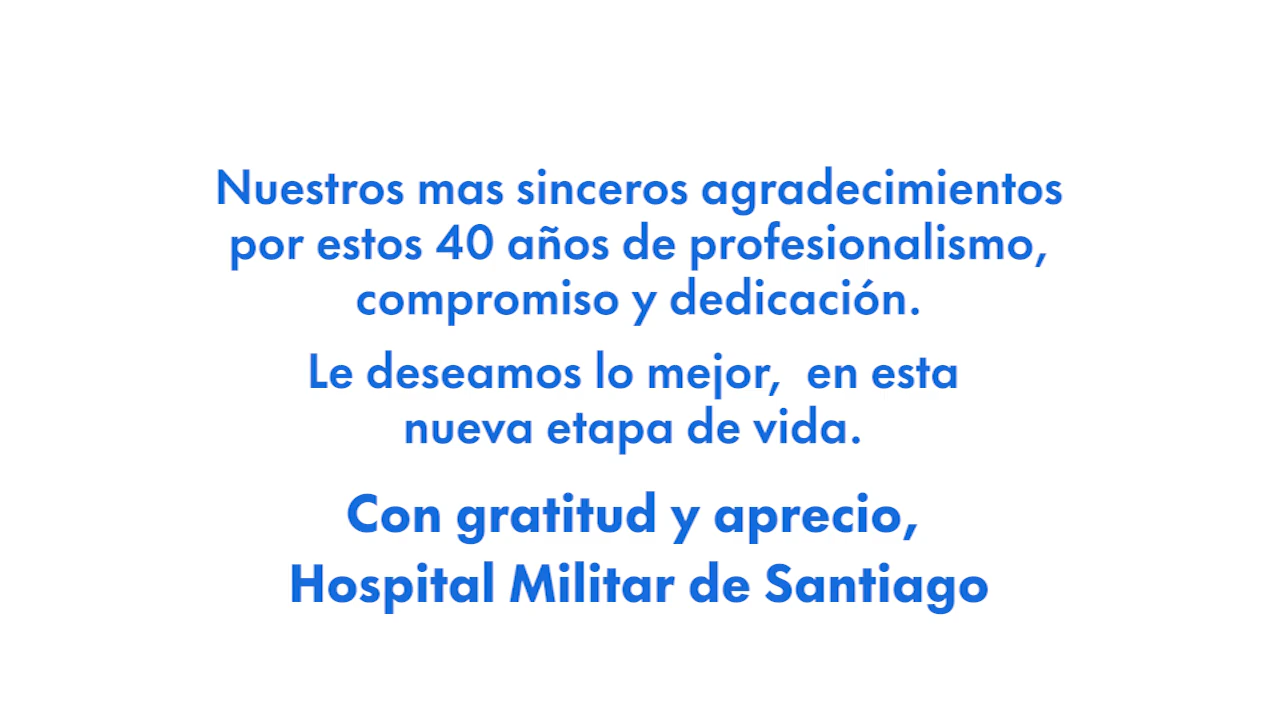 Nuestros mas sinceros agradecimientos
por estos 40 años de profesionalismo,
compromiso y dedicación.
Le deseamos lo mejor,  en esta
nueva etapa de vida.
Con gratitud y aprecio,
Hospital Militar de Santiago